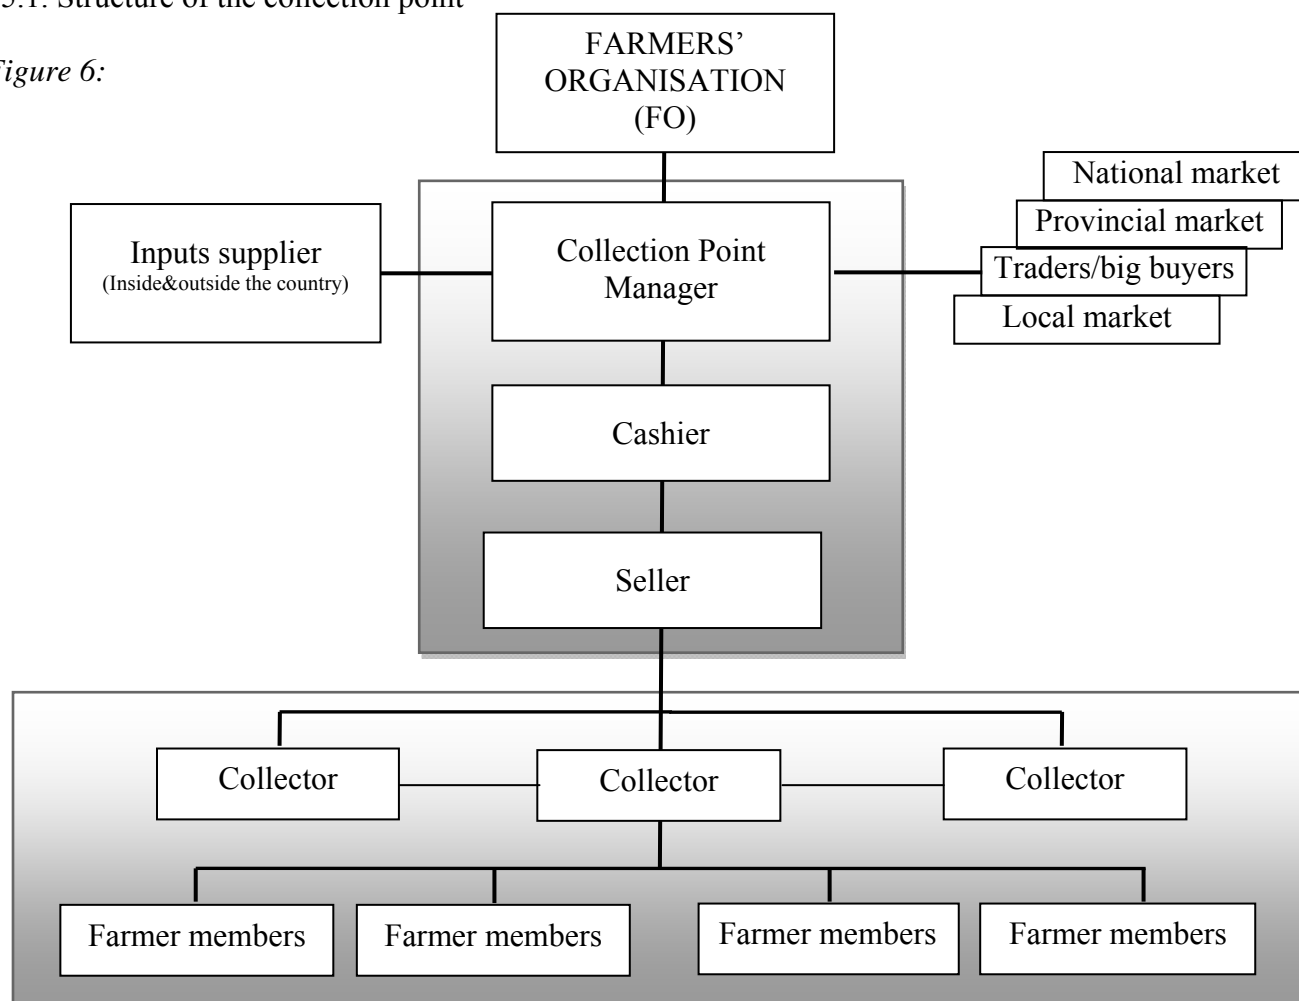 5.1. Structure of the collection point
Figure 6:
FARMERS’
ORGANISATION
(FO)
National market
Provincial market
Traders/big buyers
Local market
Inputs supplier
(Inside&outside the country)
Collection Point
Manager
Cashier
Seller
Collector
Collector
Collector
Farmer members
Farmer members
Farmer members
Farmer members